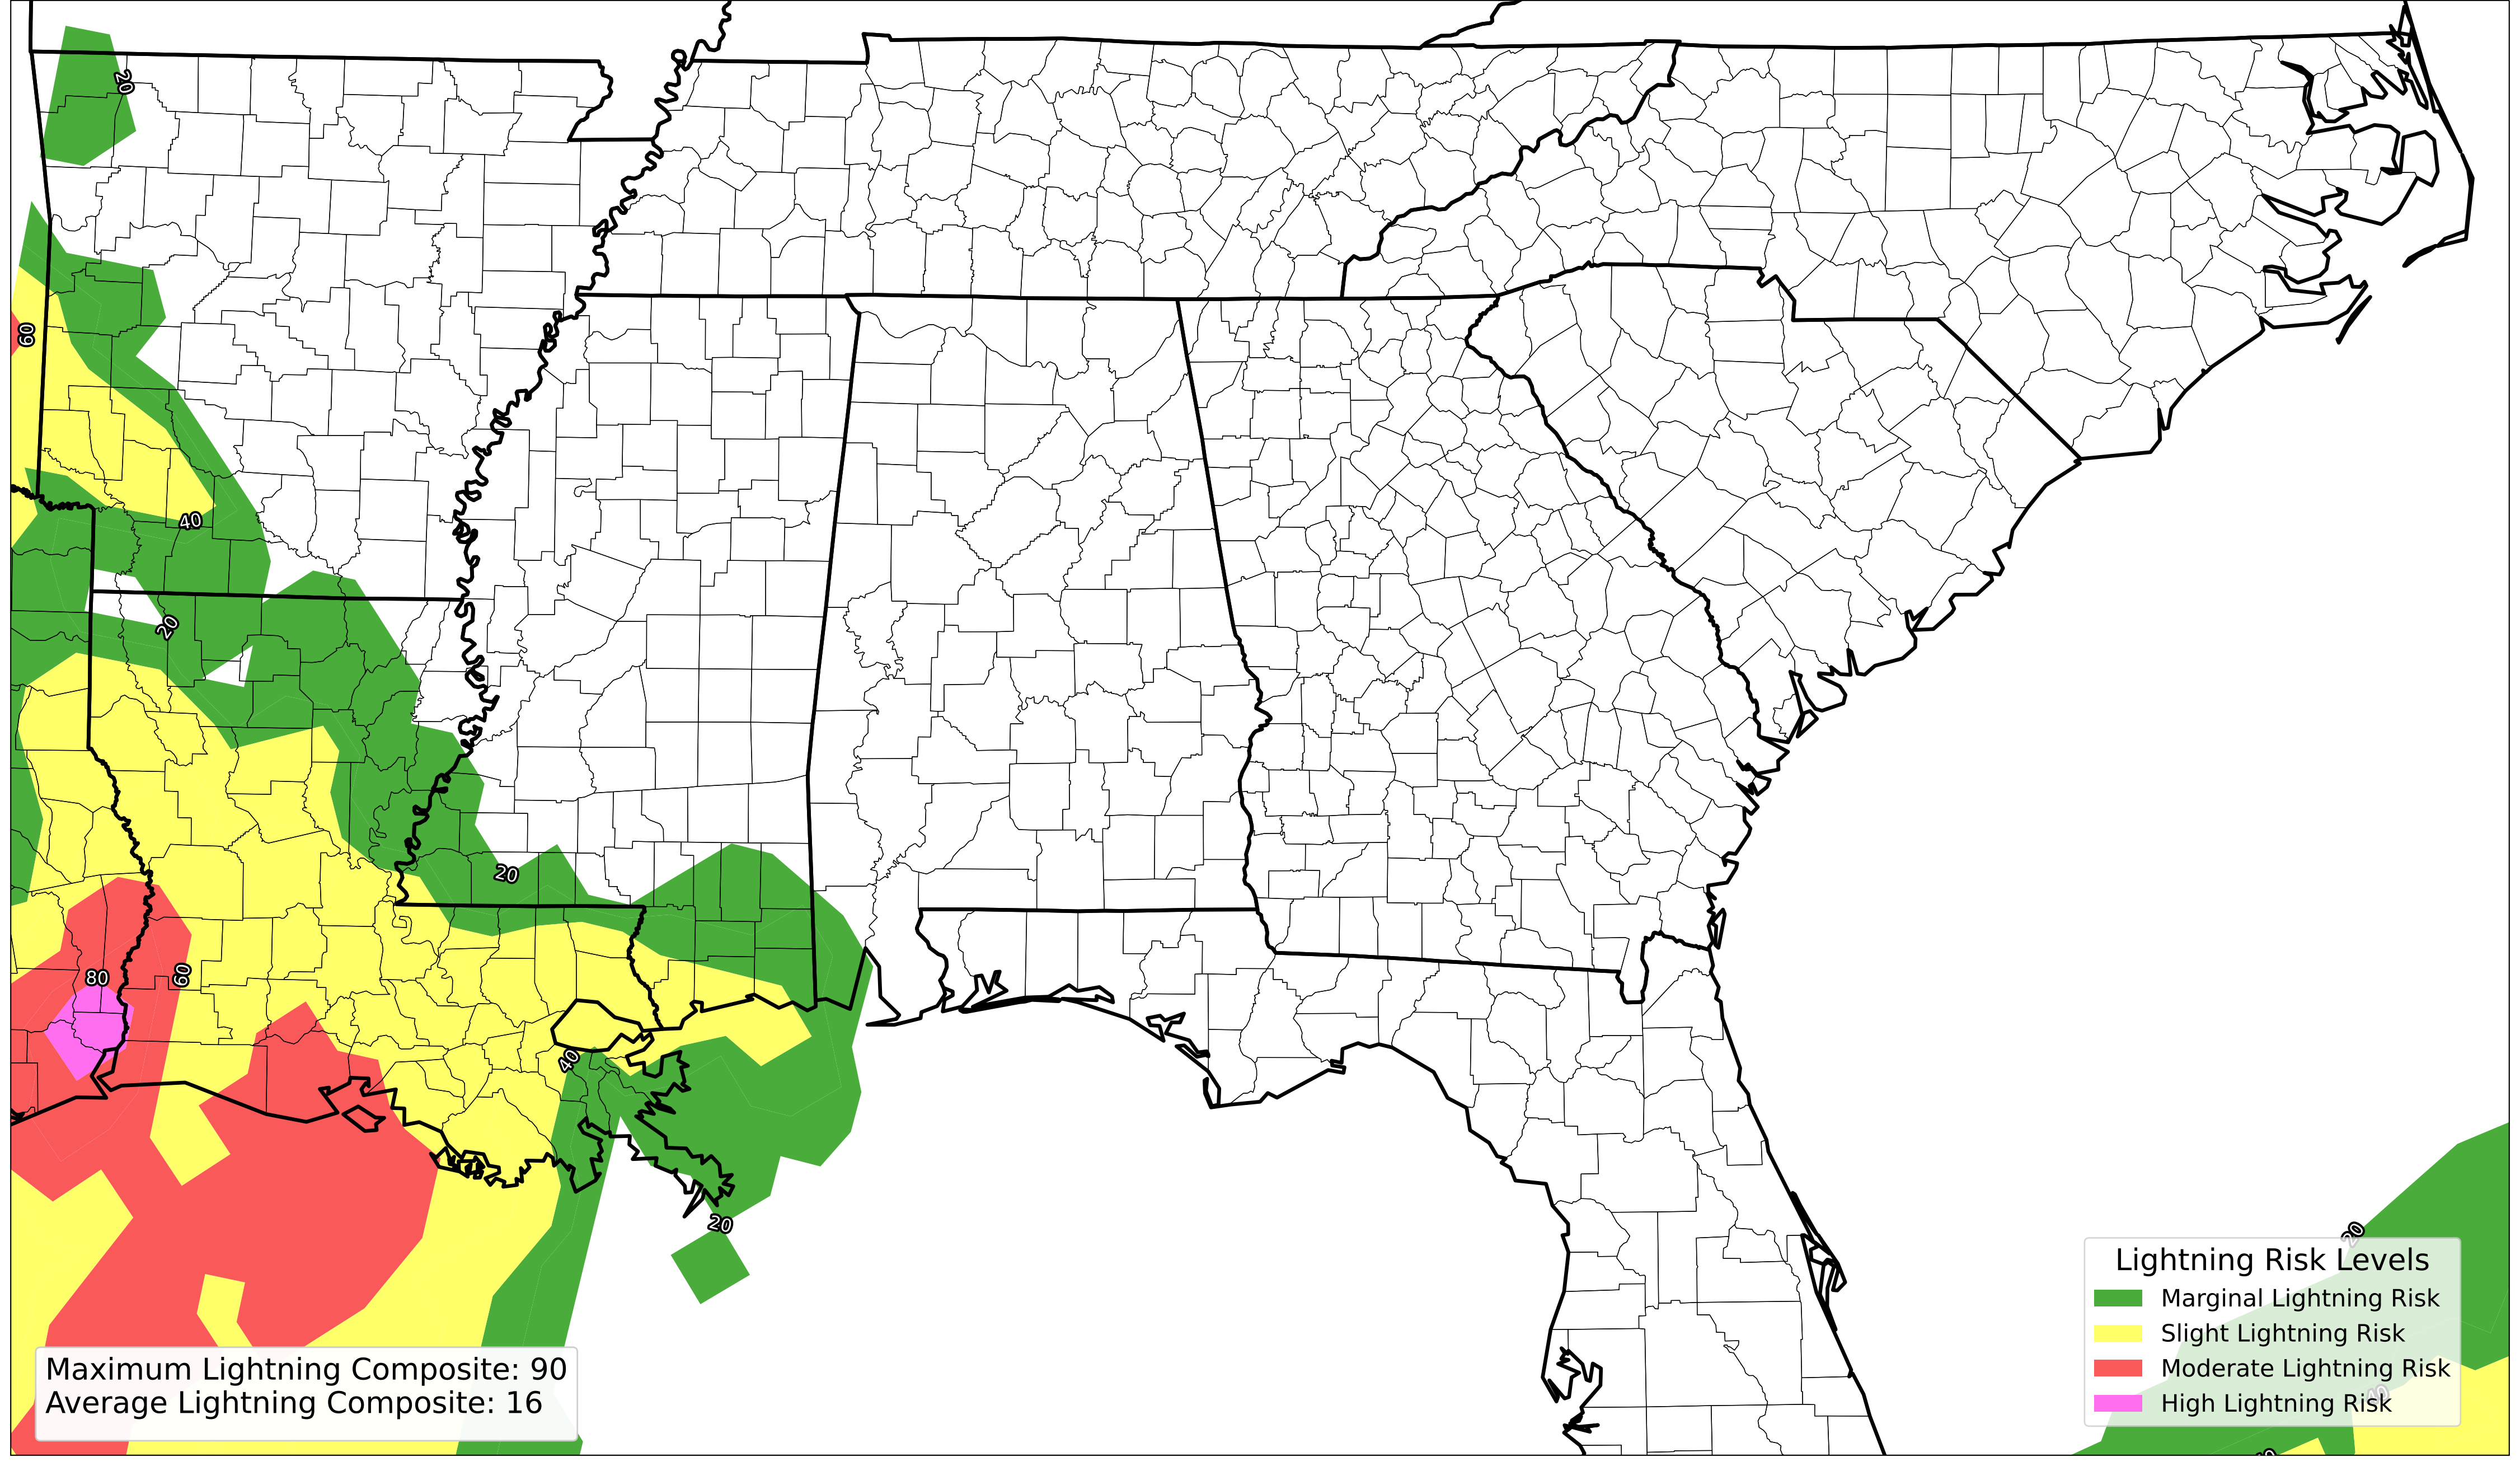 20
60
40
20
20
80
60
40
20
20
Lightning Risk Levels
Marginal Lightning Risk
Slight Lightning Risk
Moderate Lightning Risk
High Lightning Risk
40
Maximum Lightning Composite: 90
Average Lightning Composite: 16